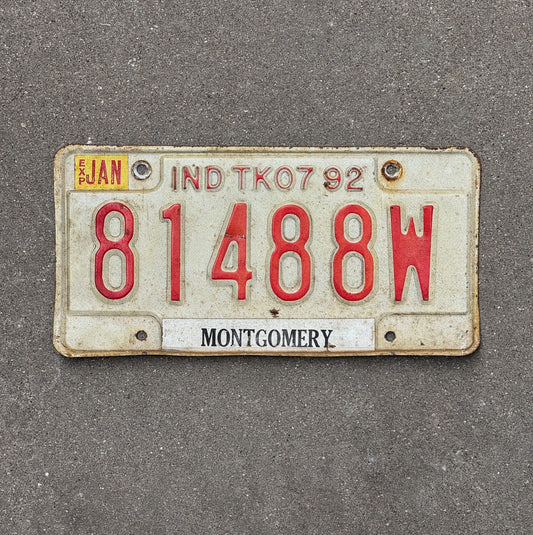 EXP JAN
IND TK07 92
81488W
MONTGOMERY